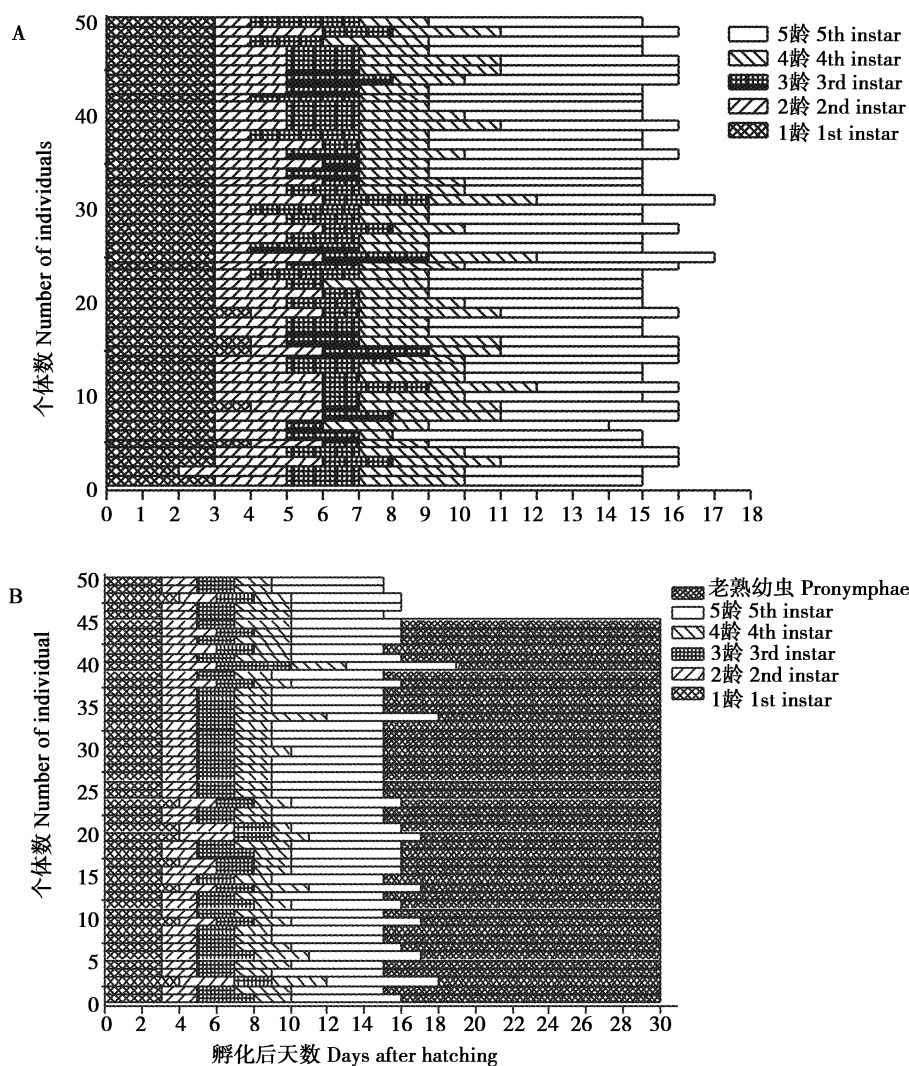 A
个体数 Number of individuals
50
40
30
20
10
0
0 1 2 3 4 5 6 7 8 9 10 11 12 13 14 15 16 17 18
5龄 5th instar
4龄 4th instar
3龄 3rd instar
2龄 2nd instar
1龄 1st instar
B
个体数 Number of individual
50
45
40
35
30
25
20
15
10
5
0
0 2 4 6 8 10 12 14 16 18 20 22 24 26 28 30
孵化后天数 Days after hatching
老熟幼虫 Pronymphae
5龄 5th instar
4龄 4th instar
3龄 3rd instar
2龄 2nd instar
1龄 1st instar